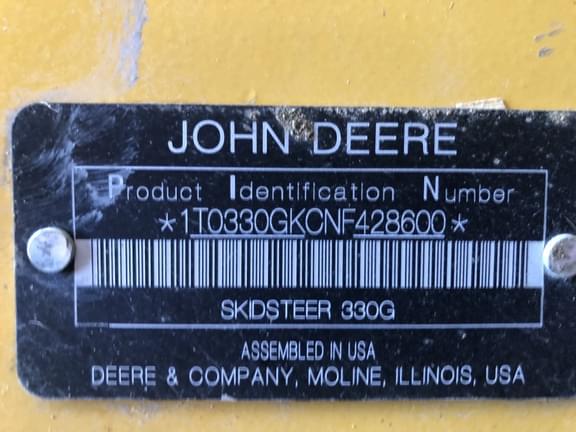 JOHN DEERE
Product Identification Number
*1T0330GKCNF428600*
SKIDSTEER 330G
ASSEMBLED IN USA
DEERE & COMPANY, MOLINE, ILLINOIS, USA